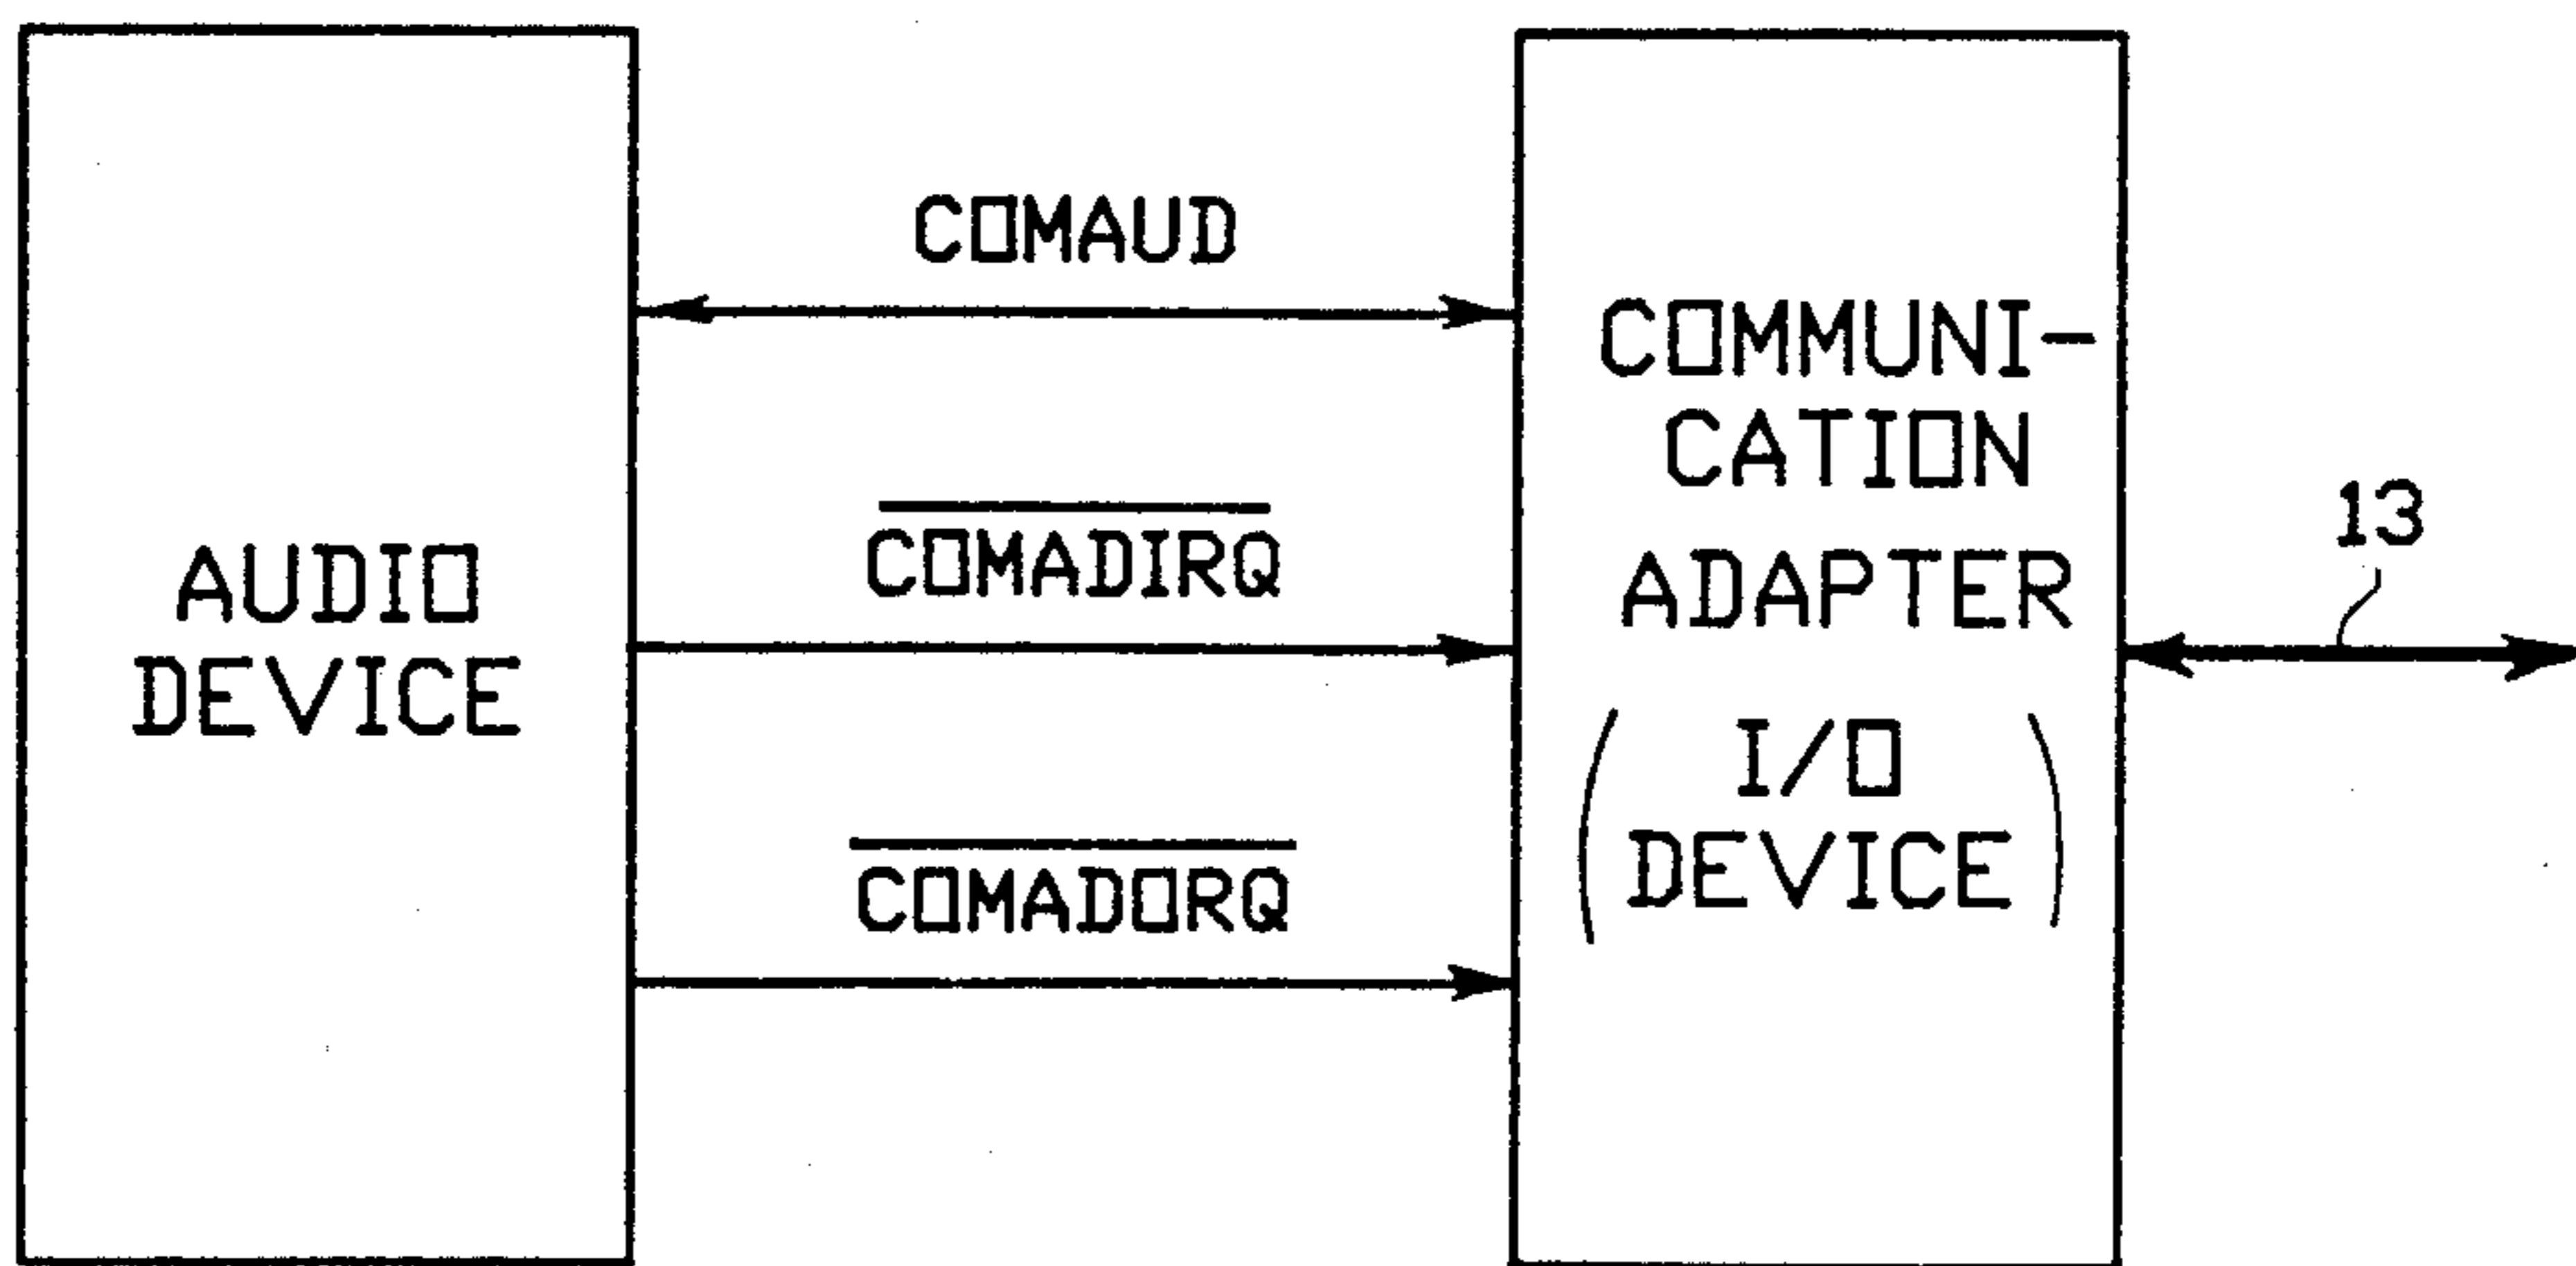 AUDIO
DEVICE
COMAUD
COMADIRQ
COMADORQ
COMMUNI-
CATION
ADAPTER
( I/O
DEVICE )
13